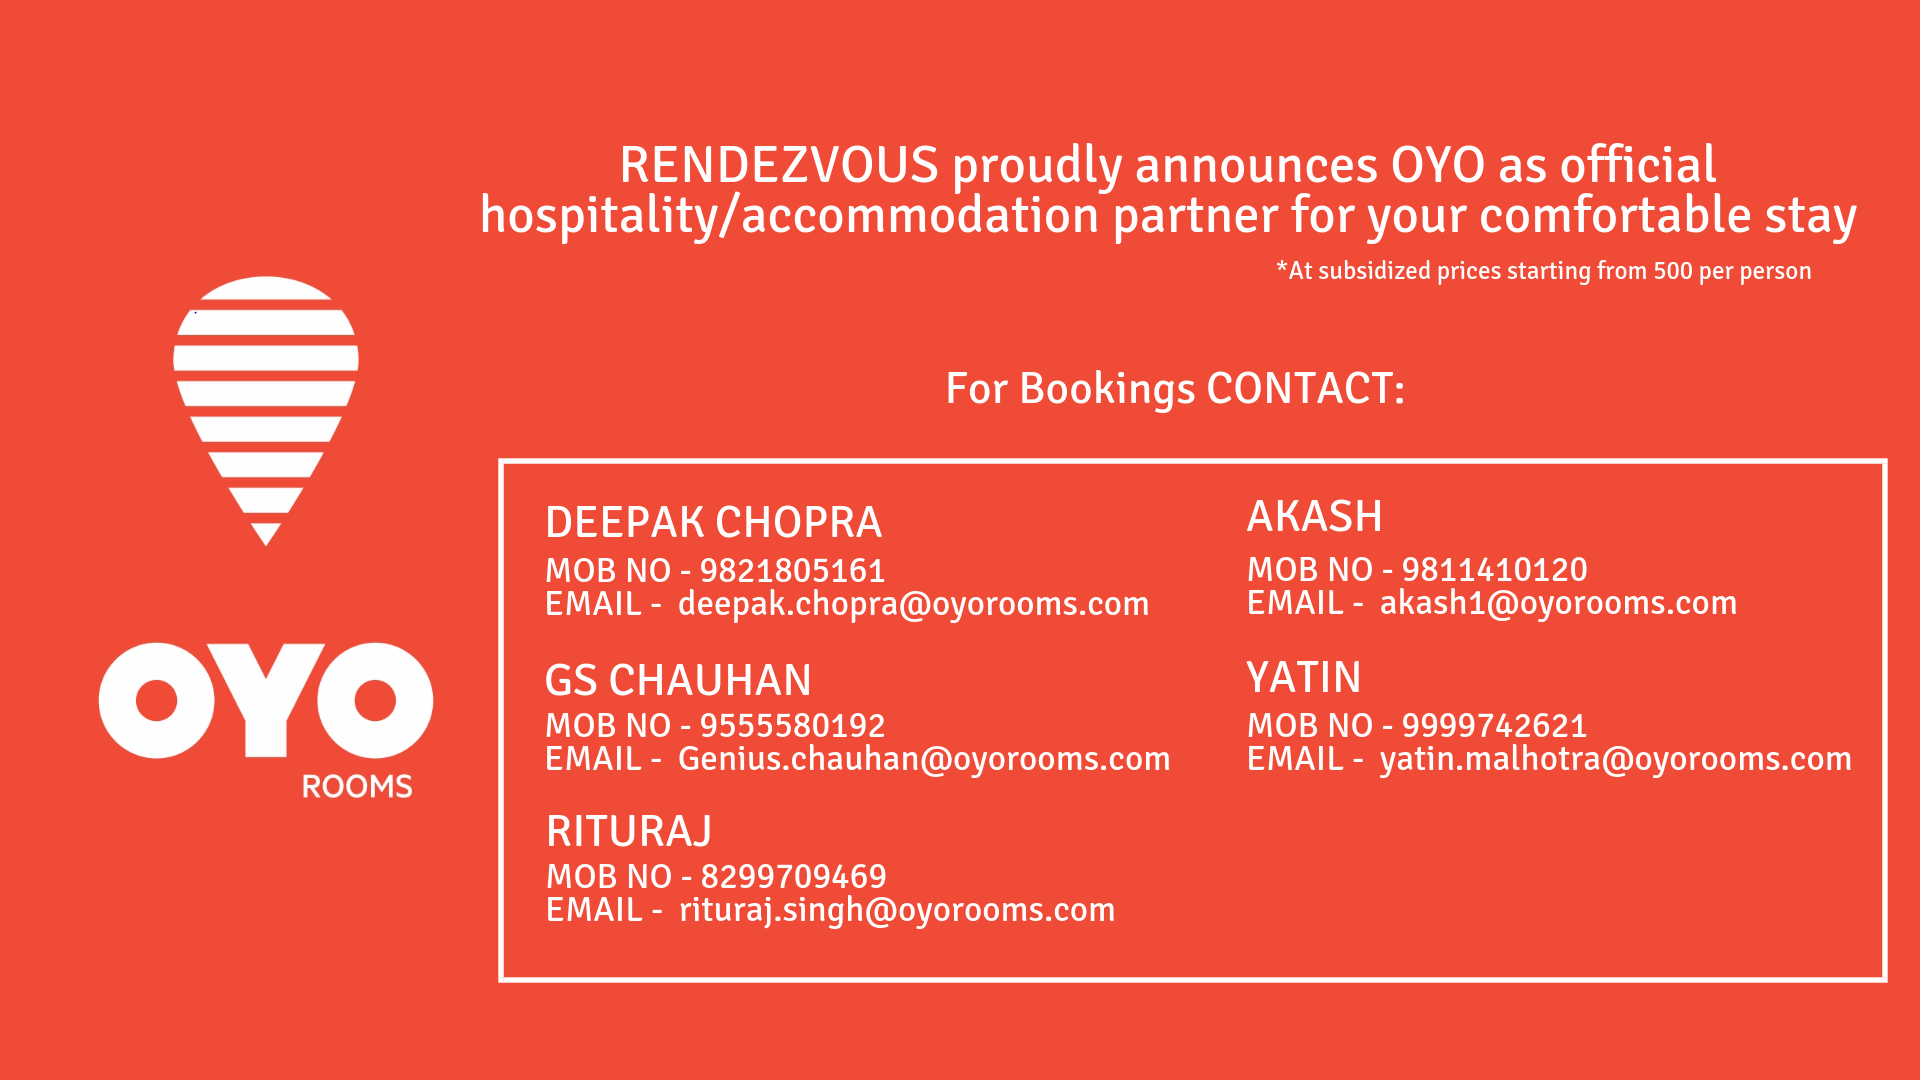 RENDEZVOUS proudly announces OYO as official
hospitality/accommodation partner for your comfortable stay
*At subsidized prices starting from 500 per person
OYO
ROOMS
For Bookings CONTACT:
DEEPAK CHOPRA
MOB NO - 9821805161
EMAIL - deepak.chopra@oyorooms.com
GS CHAUHAN
MOB NO - 9555580192
EMAIL - Genius.chauhan@oyorooms.com
RITURAJ
MOB NO - 8299709469
EMAIL - rituraj.singh@oyorooms.com
AKASH
MOB NO - 9811410120
EMAIL - akash1@oyorooms.com
YATIN
MOB NO - 9999742621
EMAIL - yatin.malhotra@oyorooms.com